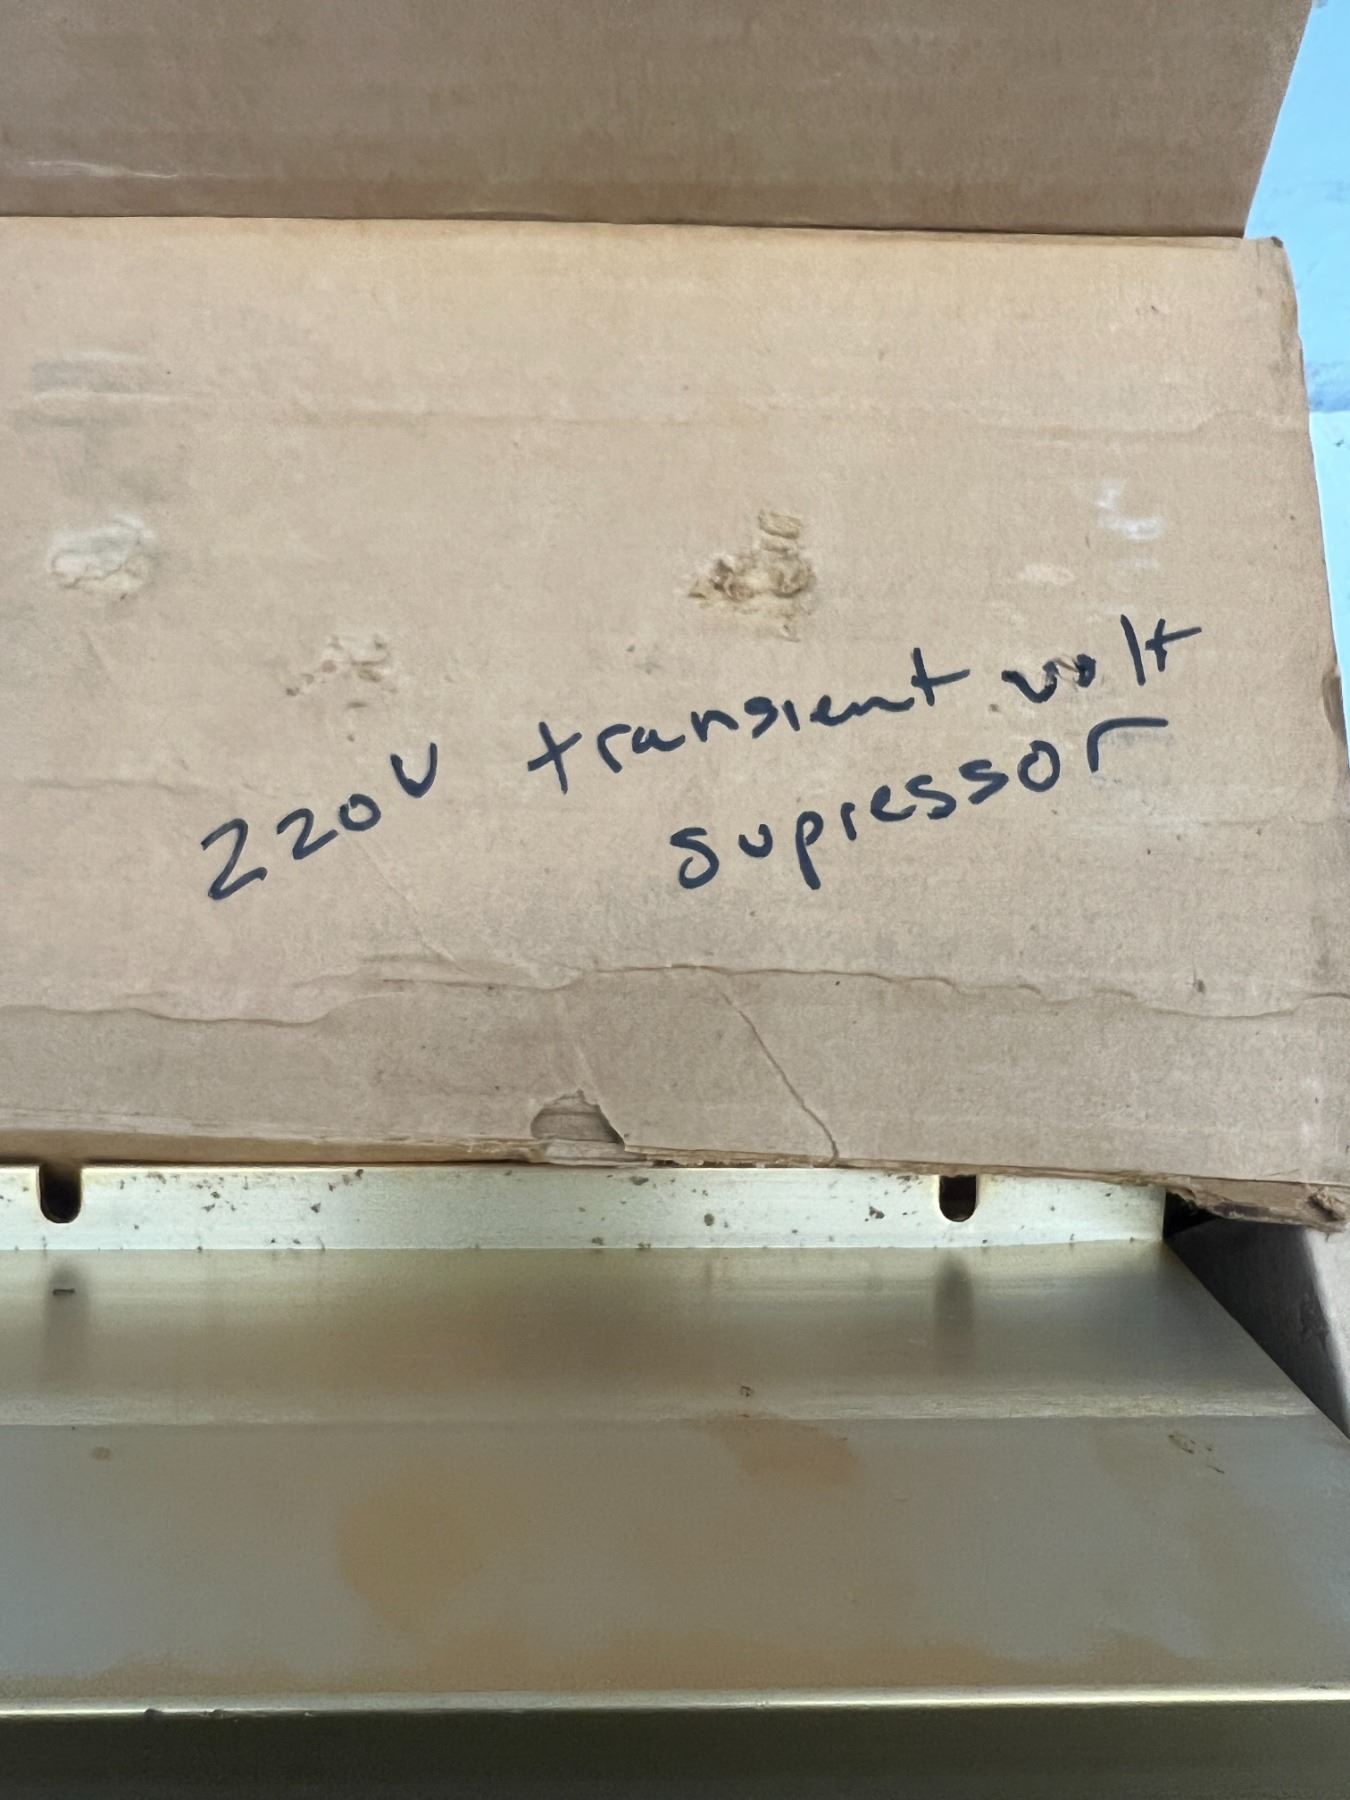 220V transient volt
supressor